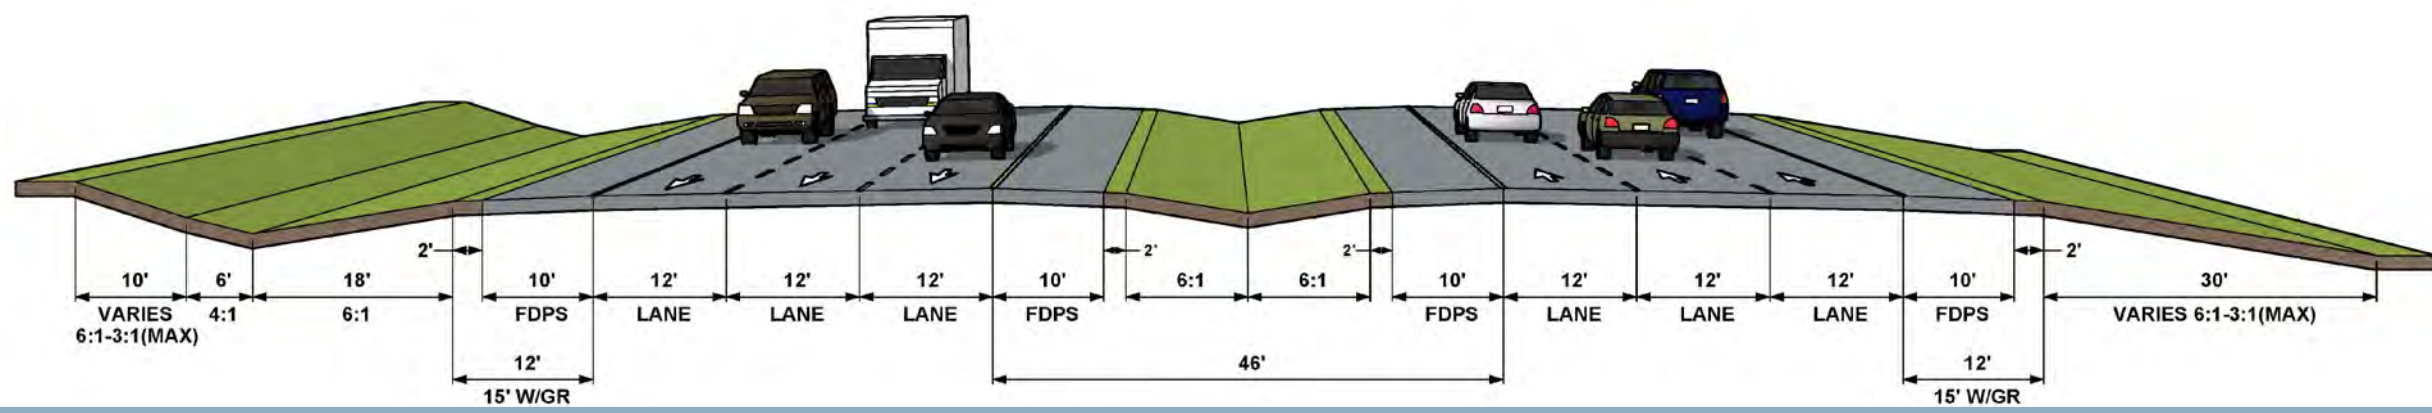 2' 2' 2' 2'
10' 6' 18' 10' 12' 12' 12' 10' 6:1 6:1 10' 12' 12' 12' 10' 30'
VARIES 4:1 6:1 FDPS LANE LANE LANE FDPS FDPS LANE LANE LANE FDPS VARIES 6:1-3:1(MAX)
6:1-3:1(MAX)
12' 46' 12'
15' W/GR 15' W/GR